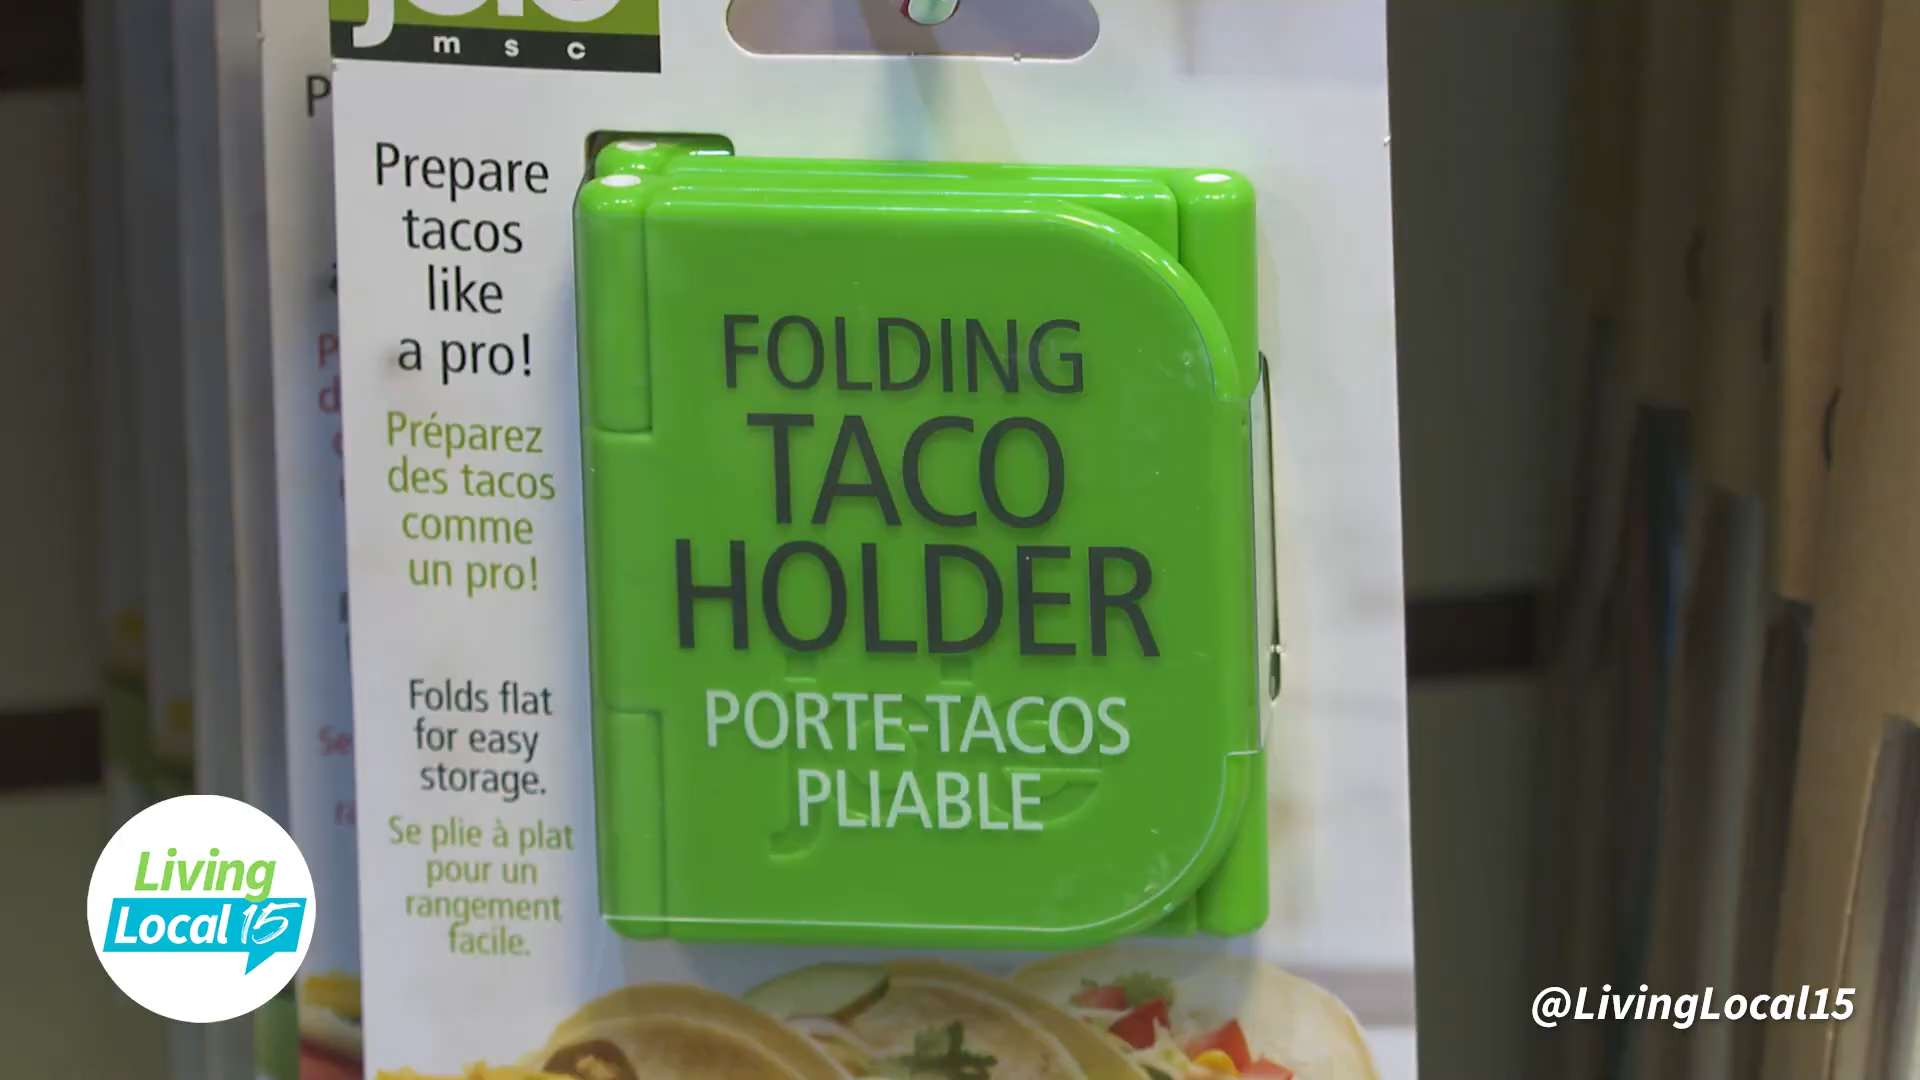 msc
Prepare
tacos
like
a pro!
Préparez
des tacos
comme
un pro!
Folds flat
for easy
storage.
Se plie à plat
pour un
rangement
facile.
FOLDING
TACO
HOLDER
PORTE-TACOS
PLIABLE
Living
Local 15
@LivingLocal15